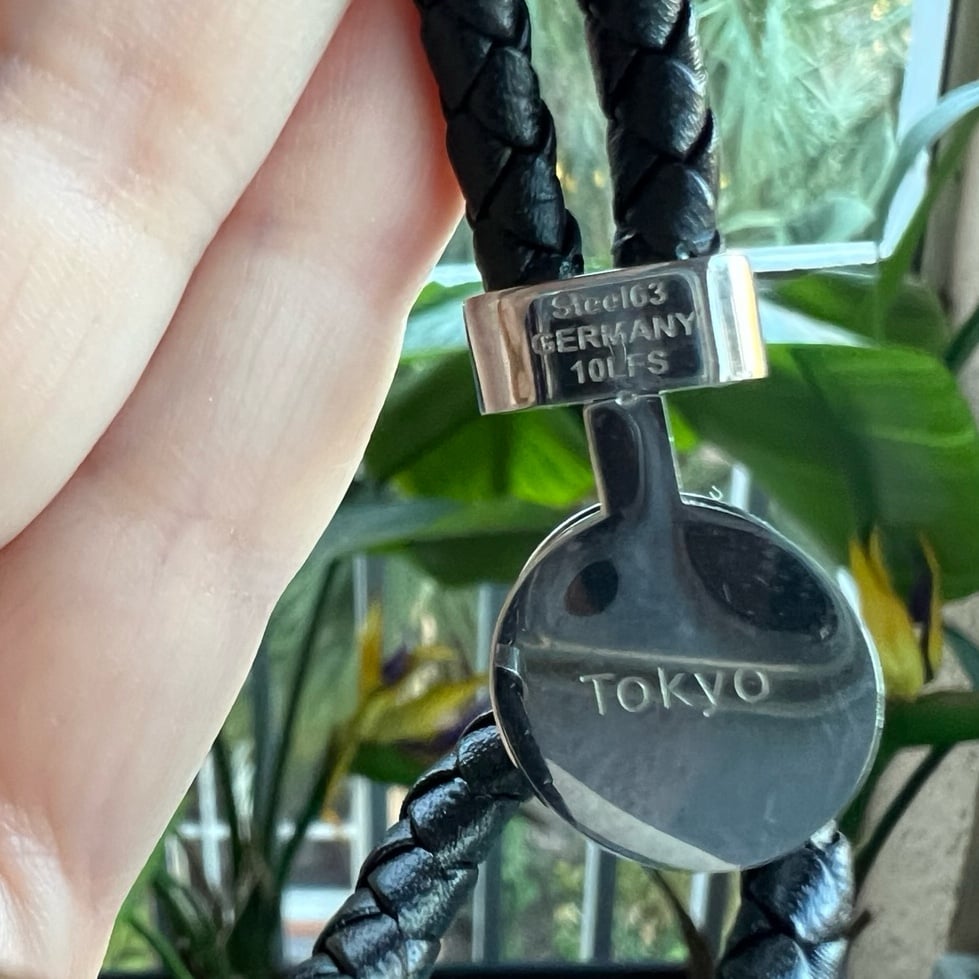 Steel63
GERMANY
10LFS
Tokyo